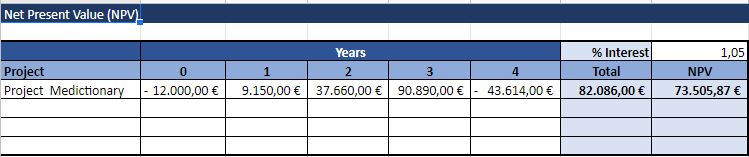 Net Present Value (NPV)
Years % Interest 1,05
Project 0 1 2 3 4 Total NPV
Project Medictionary - 12.000,00 € 9.150,00 € 37.660,00 € 90.890,00 € - 43.614,00 € 82.086,00 € 73.505,87 €